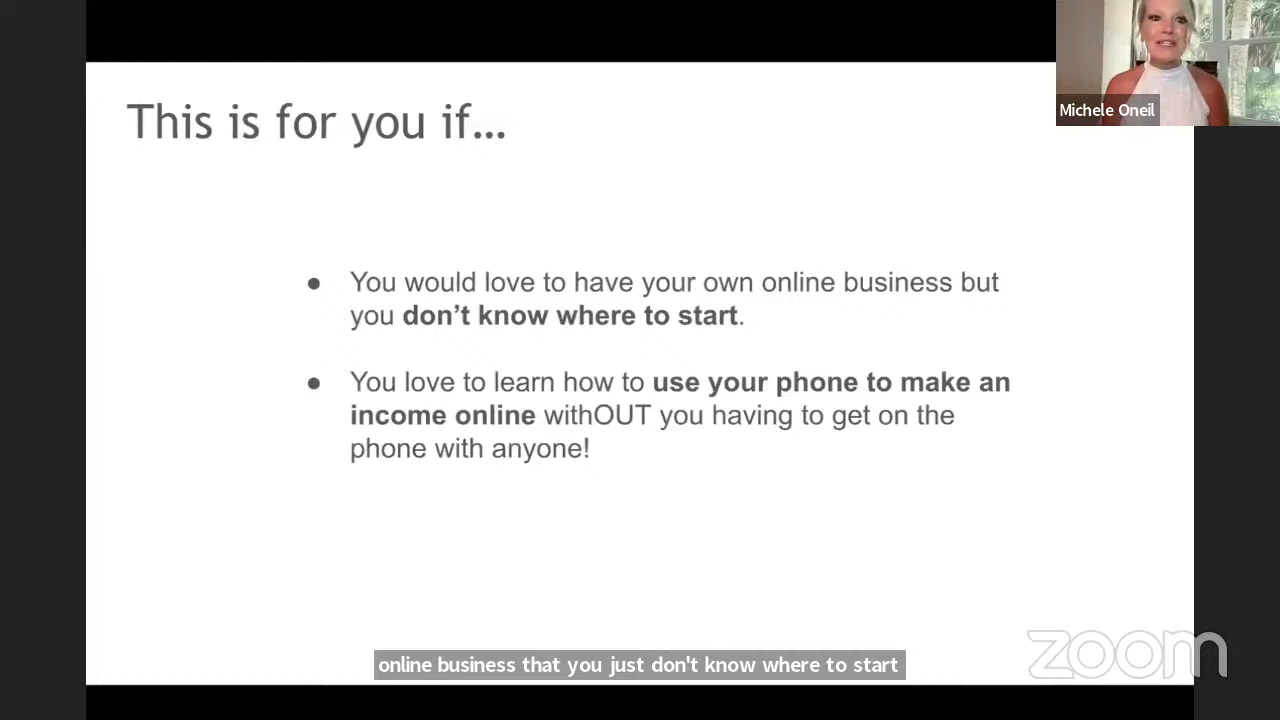 Michele Oneil
This is for you if...
● You would love to have your own online business but
you don’t know where to start.
● You love to learn how to use your phone to make an
income online withOUT you having to get on the
phone with anyone!
online business that you just don't know where to start
zoom